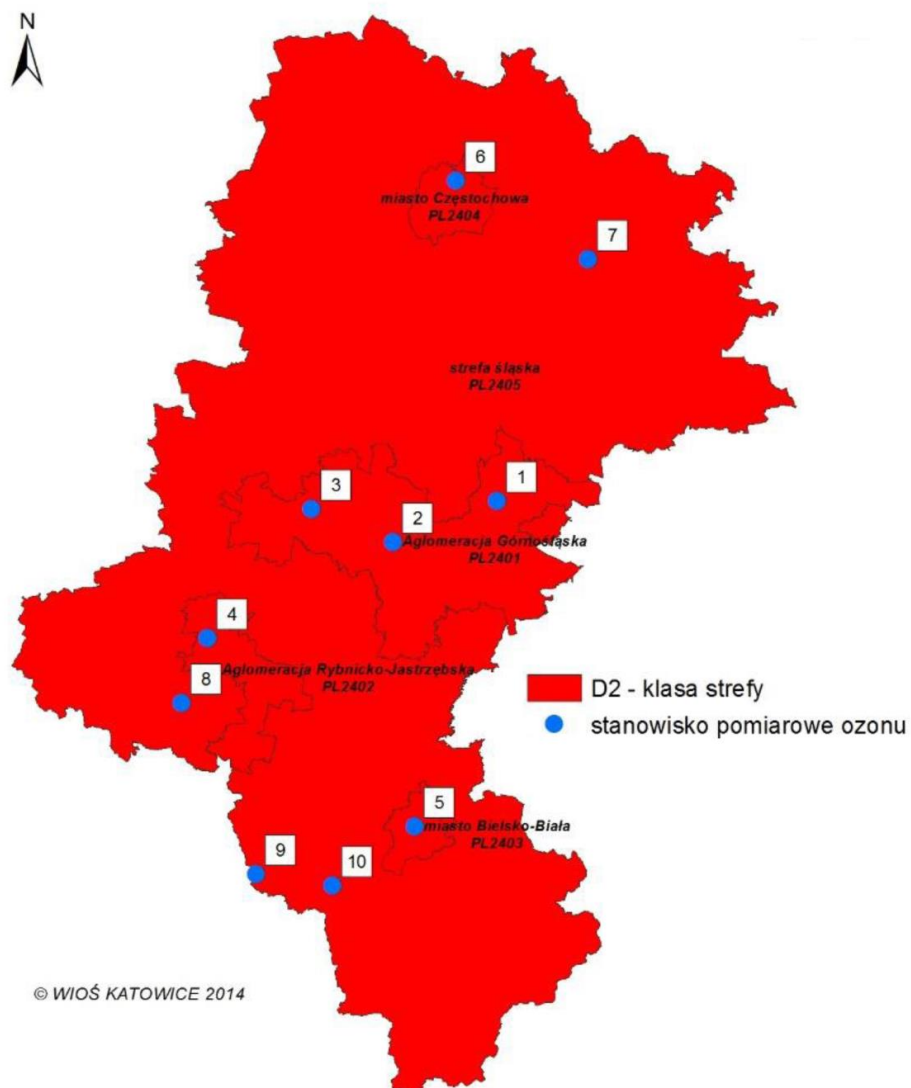 N
6
miasto Częstochowa
PL2404
7
strefa śląska
PL2405
3
1
2
Aglomeracja Górnośląska
PL2401
4
Aglomeracja Rybnicko-Jastrzębska
PL2402
8
D2 - klasa strefy
stanowisko pomiarowe ozonu
5
miasto Bielsko-Biała
PL2403
9
10
© WIOŚ KATOWICE 2014